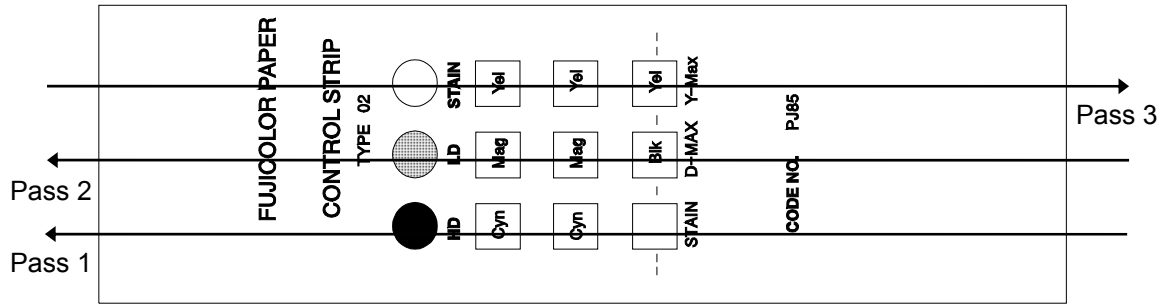 FUJICOLOR PAPER
CONTROL STRIP
TYPE 02
STAIN
LD
HD
Yel
Mag
Cyn
Yel
Mag
Cyn
Yel
Blk
Y-Max
D-MAX
STAIN
CODE NO. PJ85
Pass 3
Pass 2
Pass 1